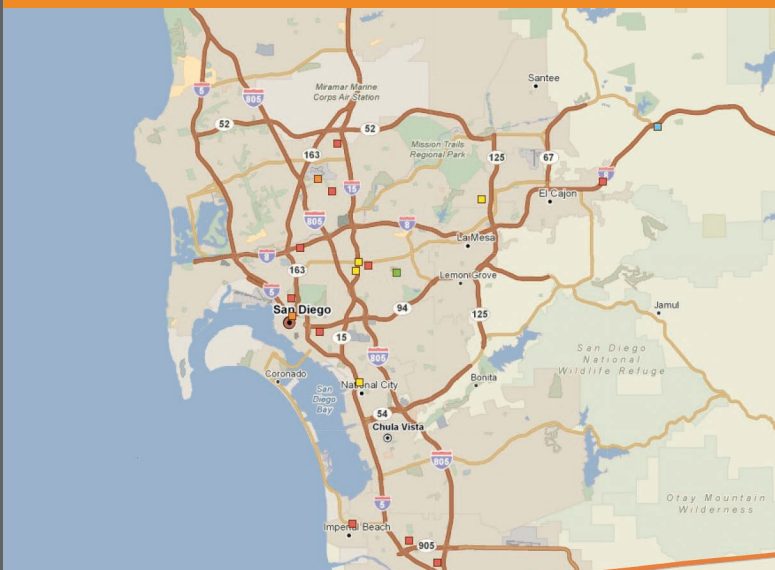 Santee
Miramar Marine
Corps Air Station
5
805
52
52
Mission Trails
Regional Park
163
125
67
8
15
El Cajon
805
8
La Mesa
8
163
Lemon Grove
5
San Diego
94
125
Jamul
15
805
San Diego
National
Wildlife Refuge
Coronado
San
Diego
Bay
National City
Bonita
54
Chula Vista
805
5
Otay Mountain
Wilderness
Imperial Beach
905